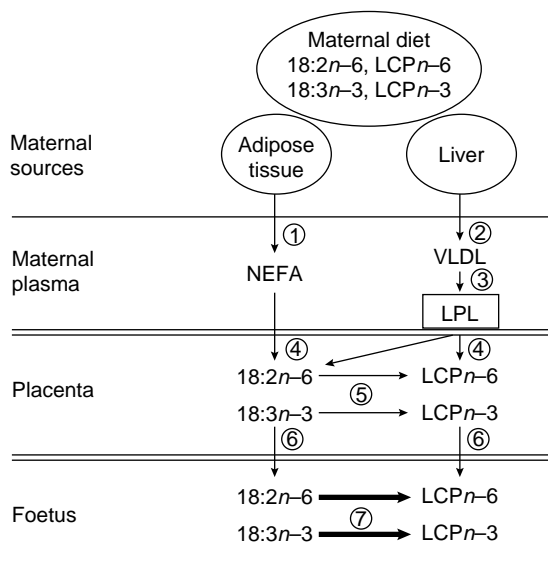 Maternal diet
18:2n–6, LCPn–6
18:3n–3, LCPn–3
Maternal
sources
Adipose
tissue
Liver
①
②
Maternal
plasma
NEFA
VLDL
③
LPL
④
④
Placenta
18:2n–6
LCPn–6
⑤
18:3n–3
LCPn–3
⑥
⑥
Foetus
18:2n–6
LCPn–6
⑦
18:3n–3
LCPn–3